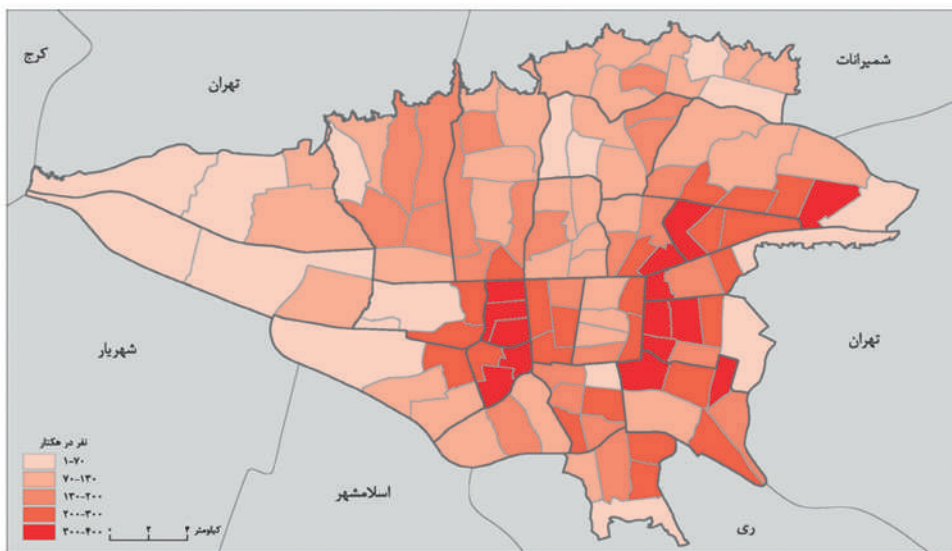 کرج
تهران
شمیرانات
شهریار
تهران
اسلامشهر
ری
نفر در هکتار
۱-۷۰
۷۰-۱۳۰
۱۳۰-۲۰۰
۲۰۰-۳۰۰
۳۰۰-۴۰۰
۰ ۲ ۴ کیلومتر